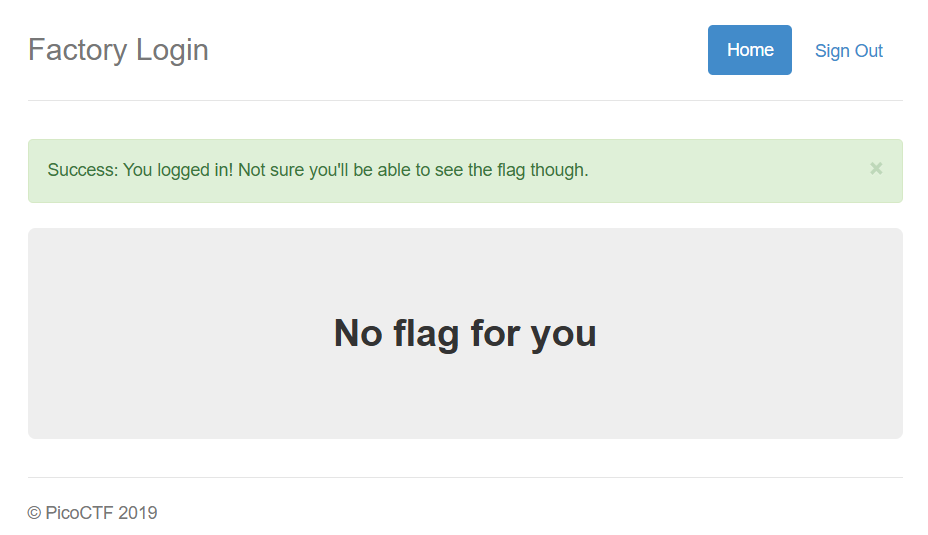 Factory Login
Home
Sign Out
Success: You logged in! Not sure you'll be able to see the flag though.
×
No flag for you
© PicoCTF 2019